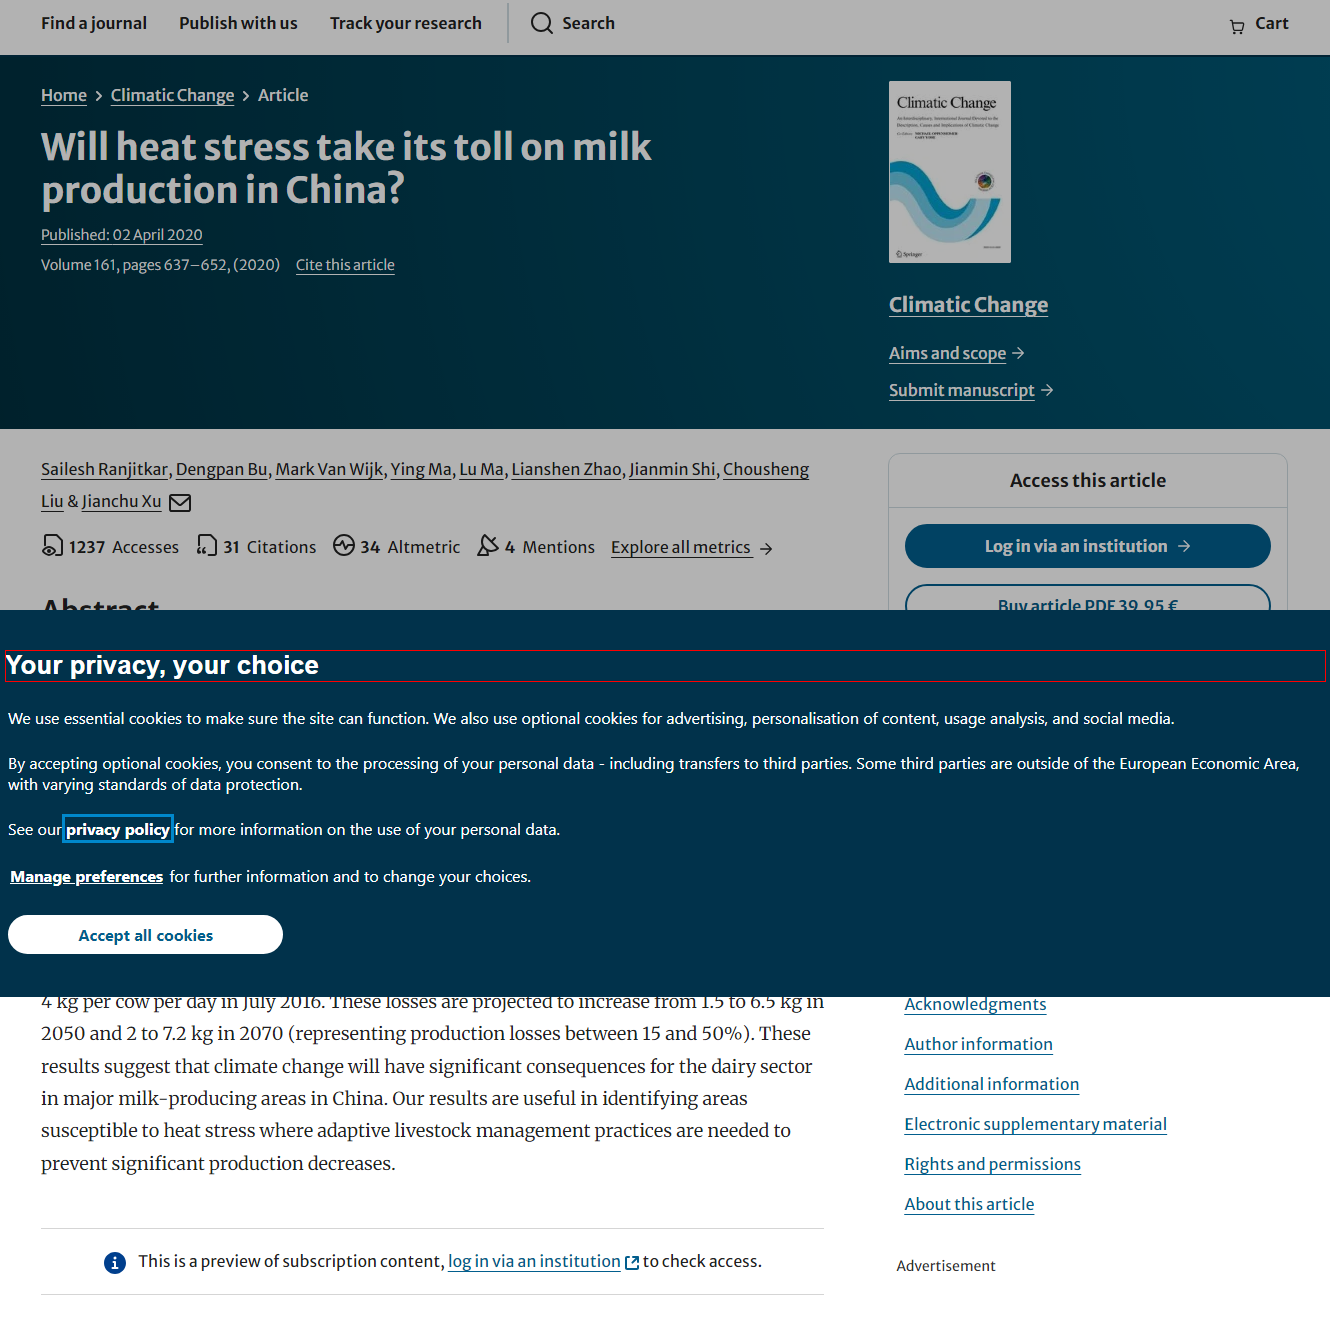 Find a journal Publish with us Track your research Search Cart
Home > Climatic Change > Article
Will heat stress take its toll on milk
production in China?
Published: 02 April 2020
Volume 161, pages 637–652, (2020) Cite this article
Climatic Change
Springer
Climatic Change
Aims and scope →
Submit manuscript →
Sailesh Ranjitkar, Dengpan Bu, Mark Van Wijk, Ying Ma, Lu Ma, Lianshen Zhao, Jianmin Shi, Chousheng
Liu & Jianchu Xu
1237 Accesses 31 Citations 34 Altmetric 4 Mentions Explore all metrics →
Access this article
Log in via an institution →
Buy article PDF 39,95 €
Abstract
Your privacy, your choice
We use essential cookies to make sure the site can function. We also use optional cookies for advertising, personalisation of content, usage analysis, and social media.
By accepting optional cookies, you consent to the processing of your personal data - including transfers to third parties. Some third parties are outside of the European Economic Area,
with varying standards of data protection.
See our privacy policy for more information on the use of your personal data.
Manage preferences for further information and to change your choices.
Accept all cookies
4 kg per cow per day in July 2016. These losses are projected to increase from 1.5 to 6.5 kg in
2050 and 2 to 7.2 kg in 2070 (representing production losses between 15 and 50%). These
results suggest that climate change will have significant consequences for the dairy sector
in major milk-producing areas in China. Our results are useful in identifying areas
susceptible to heat stress where adaptive livestock management practices are needed to
prevent significant production decreases.
This is a preview of subscription content, log in via an institution to check access.
Acknowledgments
Author information
Additional information
Electronic supplementary material
Rights and permissions
About this article
Advertisement